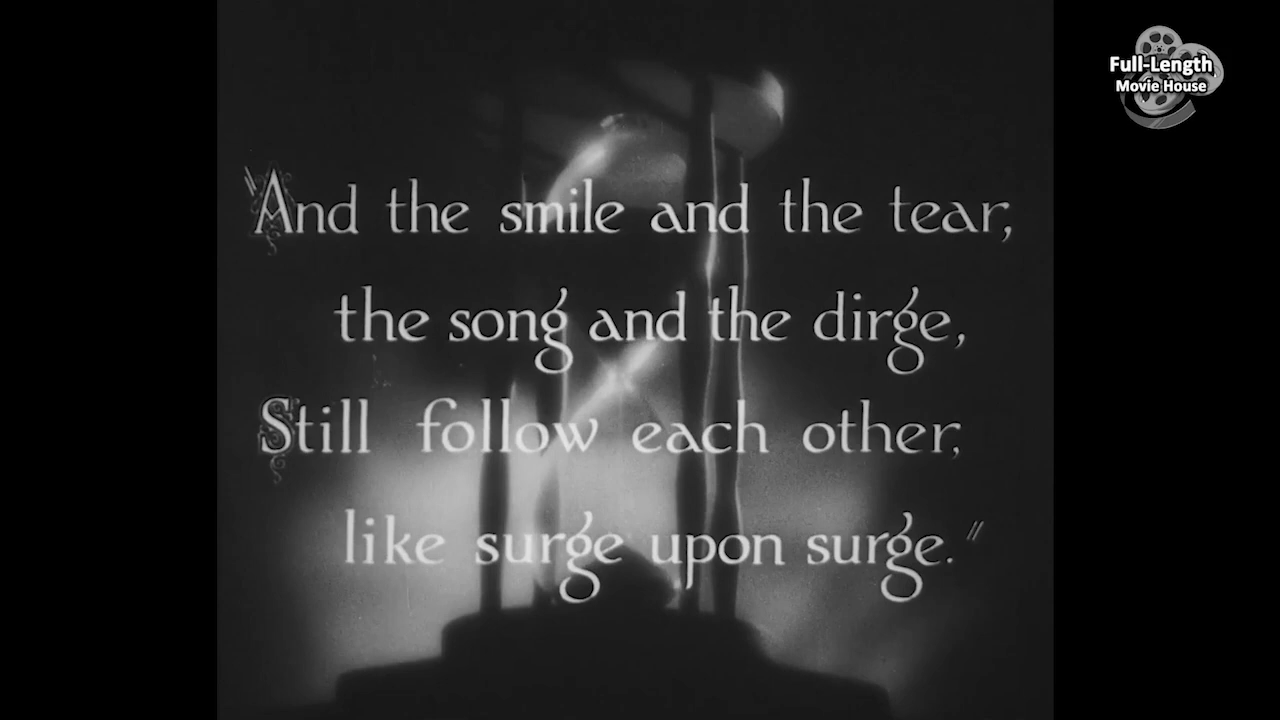 "And the smile and the tear,
the song and the dirge,
Still follow each other,
like surge upon surge."
Full-Length
Movie House